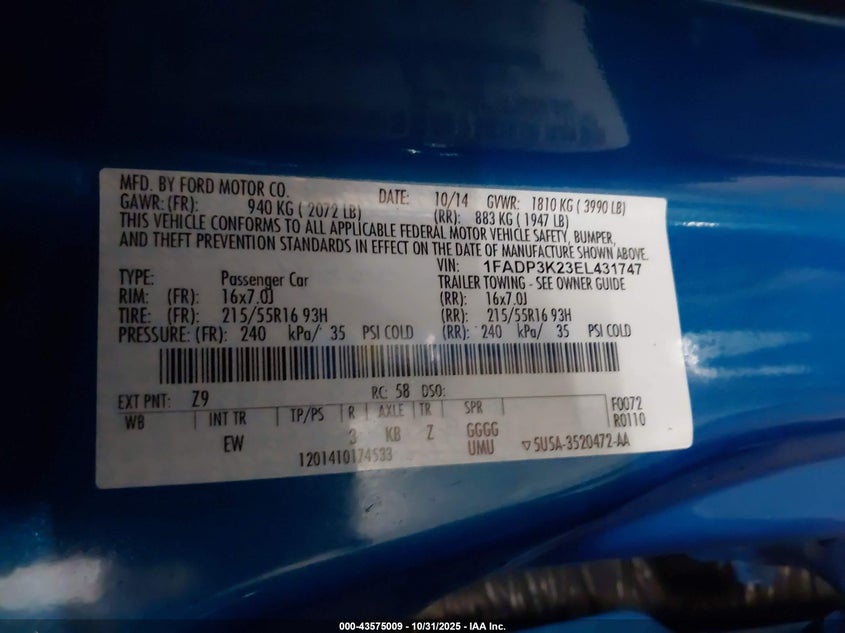 MFD. BY FORD MOTOR CO. DATE: 10/14 GVWR: 1810 KG ( 3990 LB)
GAWR: (FR): 940 KG ( 2072 LB) (RR): 883 KG ( 1947 LB)
THIS VEHICLE CONFORMS TO ALL APPLICABLE FEDERAL MOTOR VEHICLE SAFETY, BUMPER,
AND THEFT PREVENTION STANDARDS IN EFFECT ON THE DATE OF MANUFACTURE SHOWN ABOVE.
VIN: 1FADP3K23EL431747
TYPE: Passenger Car TRAILER TOWING - SEE OWNER GUIDE
RIM: (FR): 16x7.0J (RR): 16x7.0J
TIRE: (FR): 215/55R16 93H (RR): 215/55R16 93H
PRESSURE: (FR): 240 kPa/ 35 PSI COLD (RR): 240 kPa/ 35 PSI COLD
EXT PNT: Z9 RC: 58 DSO: F0072
WB INT TR TP/PS R AXLE TR SPR R0110
EW 3 KB Z GGGG
UMU ▽5U5A-3520472-AA
1201410174533
000-43575009 - 10/31/2025 - IAA Inc.